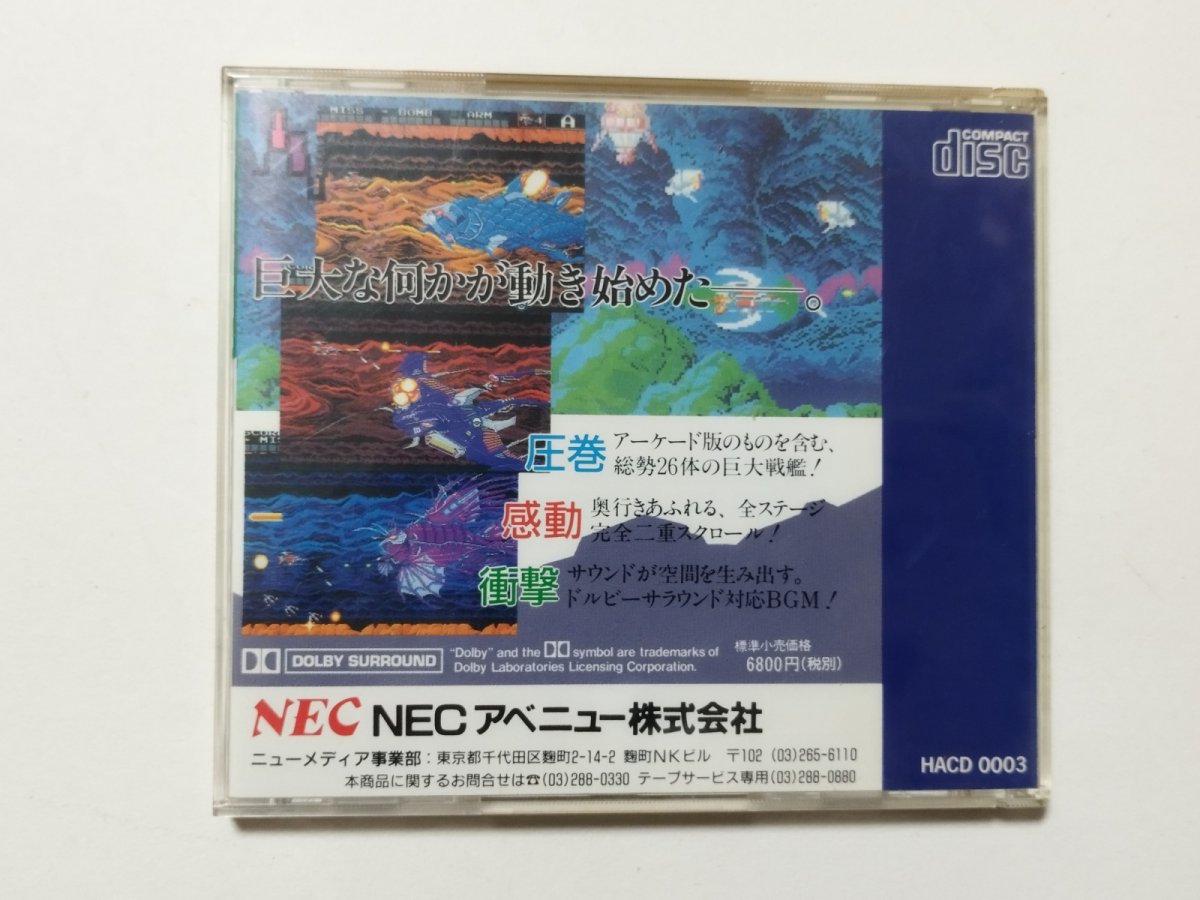 MISS BOMB ARM
4 A
COMPACT
disc
巨大な何かが動き始めた――。
圧巻 アーケード版のものを含む、
総勢26体の巨大戦艦!
感動 奥行きあふれる、全ステージ
完全二重スクロール!
衝撃 サウンドが空間を生み出す。
ドルビーサラウンド対応BGM!
DOLBY SURROUND
"Dolby" and the symbol are trademarks of
Dolby Laboratories Licensing Corporation.
標準小売価格
6800円(税別)
NEC NECアベニュー株式会社
ニューメディア事業部:東京都千代田区麹町2-14-2 麹町NKビル 〒102 (03)265-6110
本商品に関するお問合せは☎(03)288-0330 テープサービス専用(03)288-0880
HACD 0003